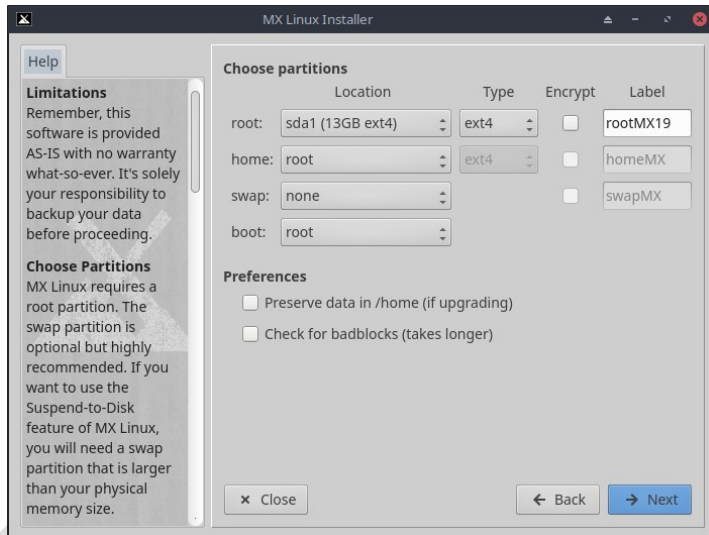 MX Linux Installer
Help
Limitations
Remember, this
software is provided
AS-IS with no warranty
what-so-ever. It's solely
your responsibility to
backup your data
before proceeding.
Choose Partitions
MX Linux requires a
root partition. The
swap partition is
optional but highly
recommended. If you
want to use the
Suspend-to-Disk
feature of MX Linux,
you will need a swap
partition that is larger
than your physical
memory size.
Choose partitions
Location Type Encrypt Label
root: sda1 (13GB ext4) ext4 rootMX19
home: root ext4 homeMX
swap: none swapMX
boot: root
Preferences
Preserve data in /home (if upgrading)
Check for badblocks (takes longer)
Close Back Next